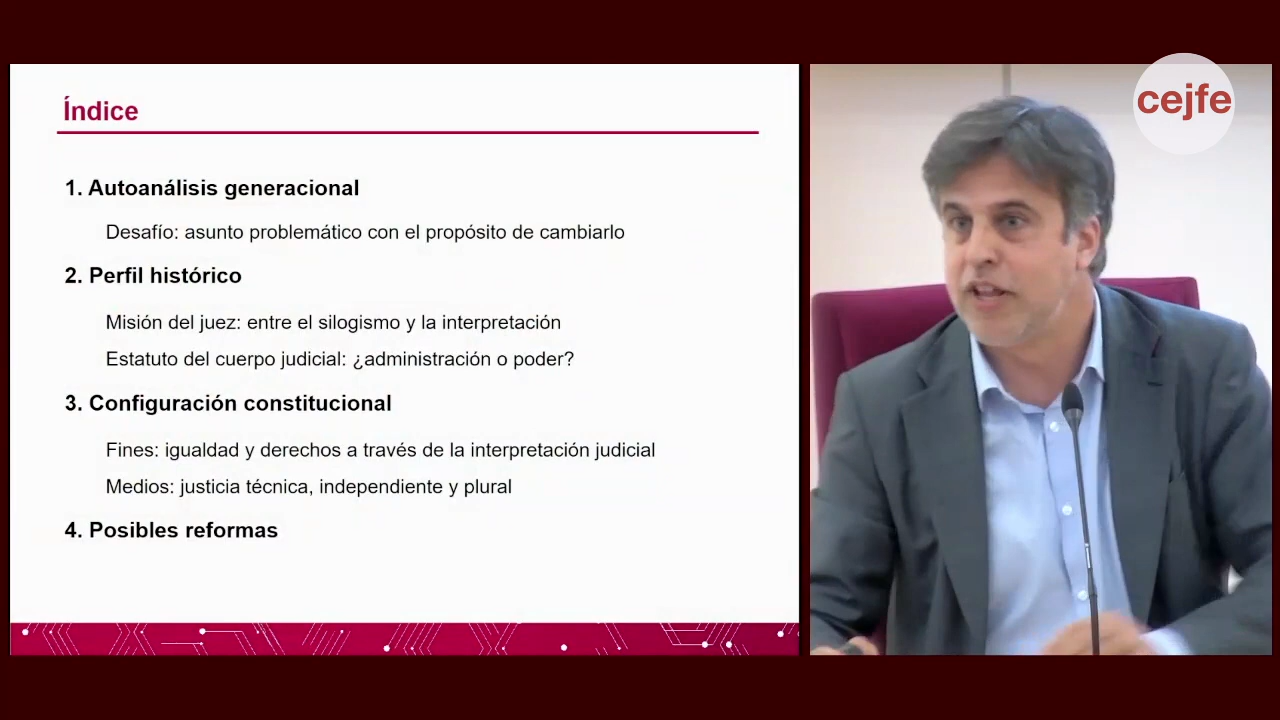 Índice
1. Autoanálisis generacional
Desafío: asunto problemático con el propósito de cambiarlo
2. Perfil histórico
Misión del juez: entre el silogismo y la interpretación
Estatuto del cuerpo judicial: ¿administración o poder?
3. Configuración constitucional
Fines: igualdad y derechos a través de la interpretación judicial
Medios: justicia técnica, independiente y plural
4. Posibles reformas
cejfe